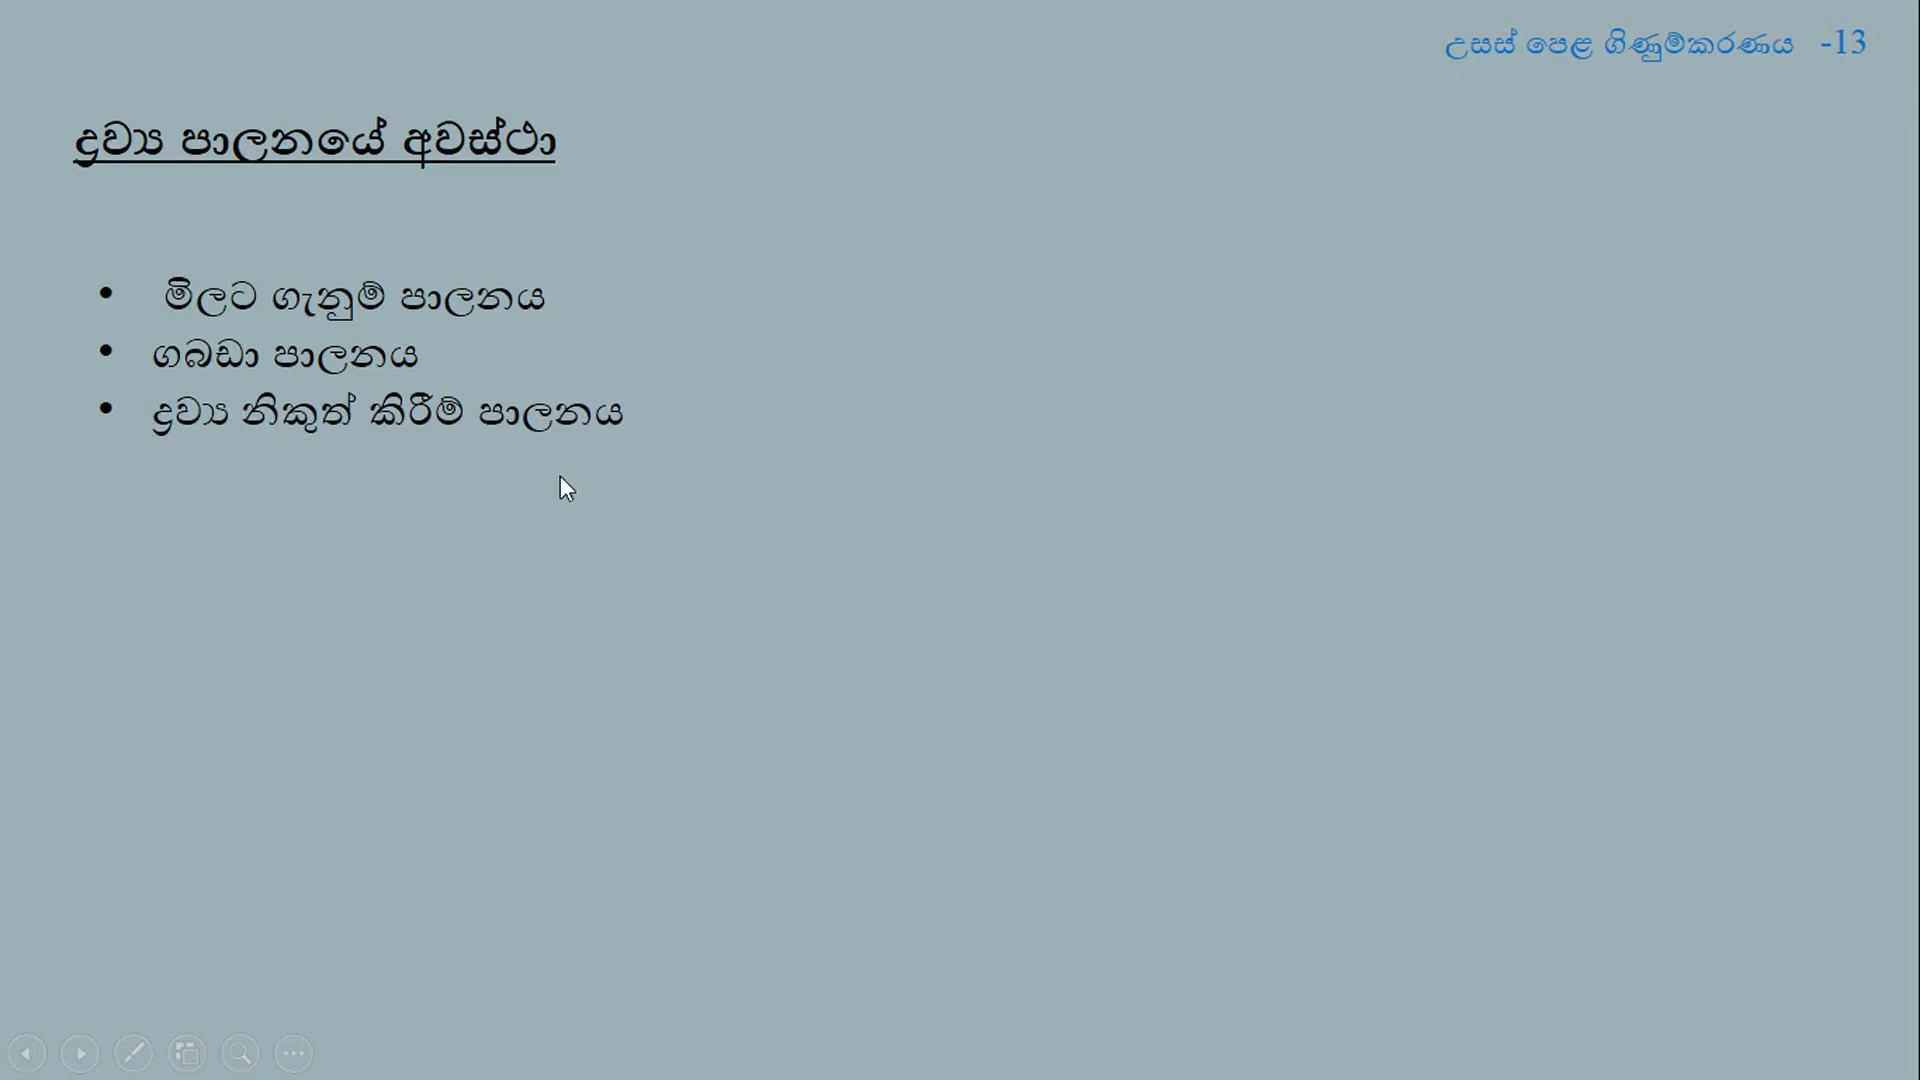 උසස් පෙළ ගිණුම්කරණය -13
ද්‍රව්‍ය පාලනයේ අවස්ථා
• මිලට ගැනුම් පාලනය
• ගබඩා පාලනය
• ද්‍රව්‍ය නිකුත් කිරීම් පාලනය